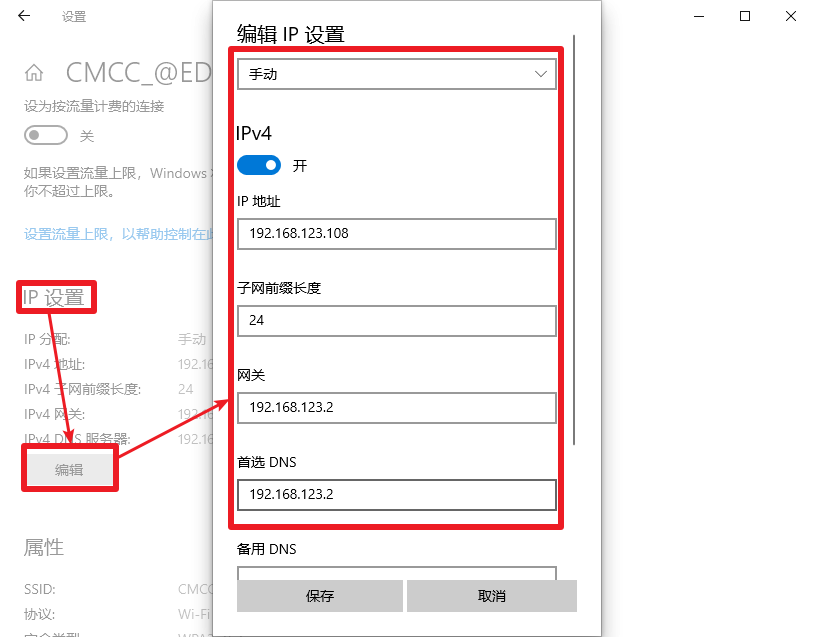 设置
CMCC_@ED
设为按流量计费的连接
关
如果设置流量上限，Windows
你不超过上限。
设置流量上限，以帮助控制在此
IP 设置
IP 分配:
手动
IPv4 地址:
192.16
IPv4 子网前缀长度:
24
IPv4 网关:
192.16
IPv4 DNS 服务器:
192.16
编辑
属性
SSID:
CMCC
协议:
Wi-Fi
安全类型:
WPA2
编辑 IP 设置
手动
IPv4
开
IP 地址
192.168.123.108
子网前缀长度
24
网关
192.168.123.2
首选 DNS
192.168.123.2
备用 DNS
保存
取消